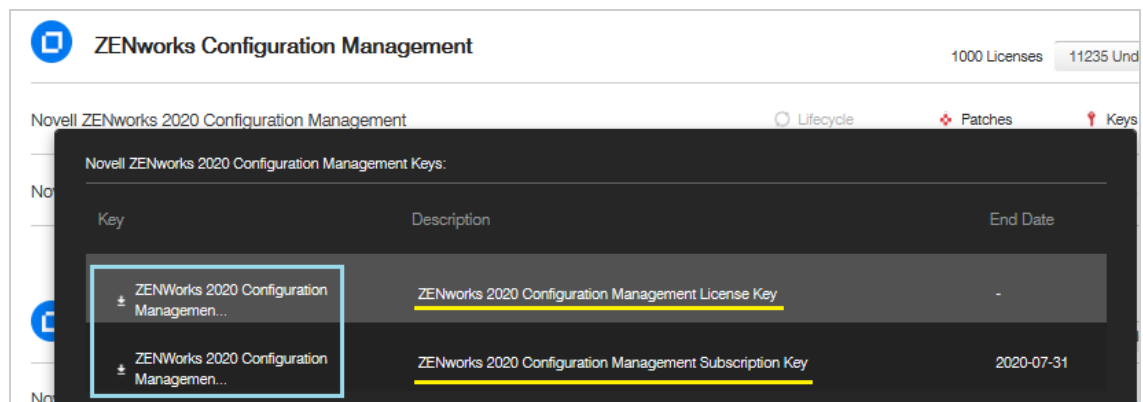 ZENworks Configuration Management
1000 Licenses 11235 Und
Novell ZENworks 2020 Configuration Management Lifecycle Patches Keys
Novell ZENworks 2020 Configuration Management Keys:
Nov
Key Description End Date
ZENWorks 2020 Configuration
Managemen...
ZENworks 2020 Configuration Management License Key -
ZENWorks 2020 Configuration
Managemen...
ZENworks 2020 Configuration Management Subscription Key 2020-07-31
Nov